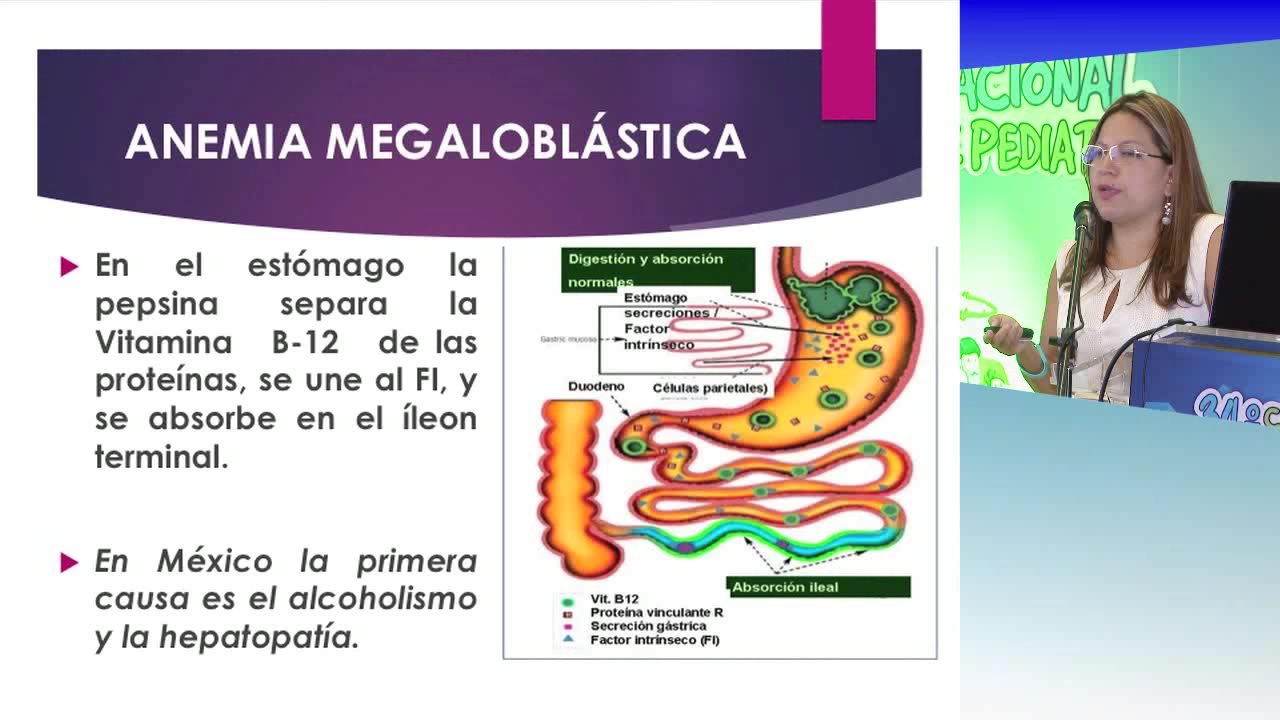 ANEMIA MEGALOBLÁSTICA
En el estómago la
pepsina separa la
Vitamina B-12 de las
proteínas, se une al FI, y
se absorbe en el íleon
terminal.
En México la primera
causa es el alcoholismo
y la hepatopatía.
Digestión y absorción
normales
Estómago
secreciones /
Factor
intrínseco
Gastric mucosa
Duodeno
Células parietales)
Absorción ileal
Vit. B12
Proteína vinculante R
Secreción gástrica
Factor intrínseco (FI)
ACIONAL
PEDIAT